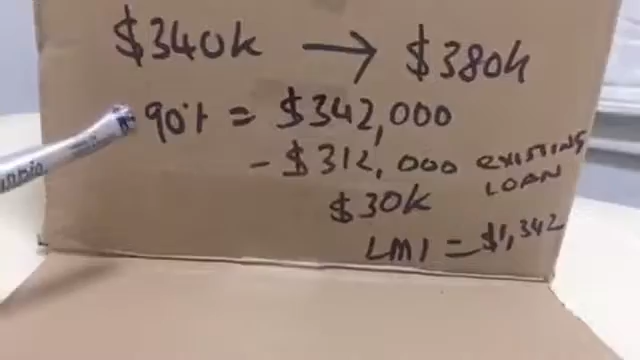 $340k → $380k
90% = $342,000
- $312,000 existing
loan
$30k
LMI = $1,342